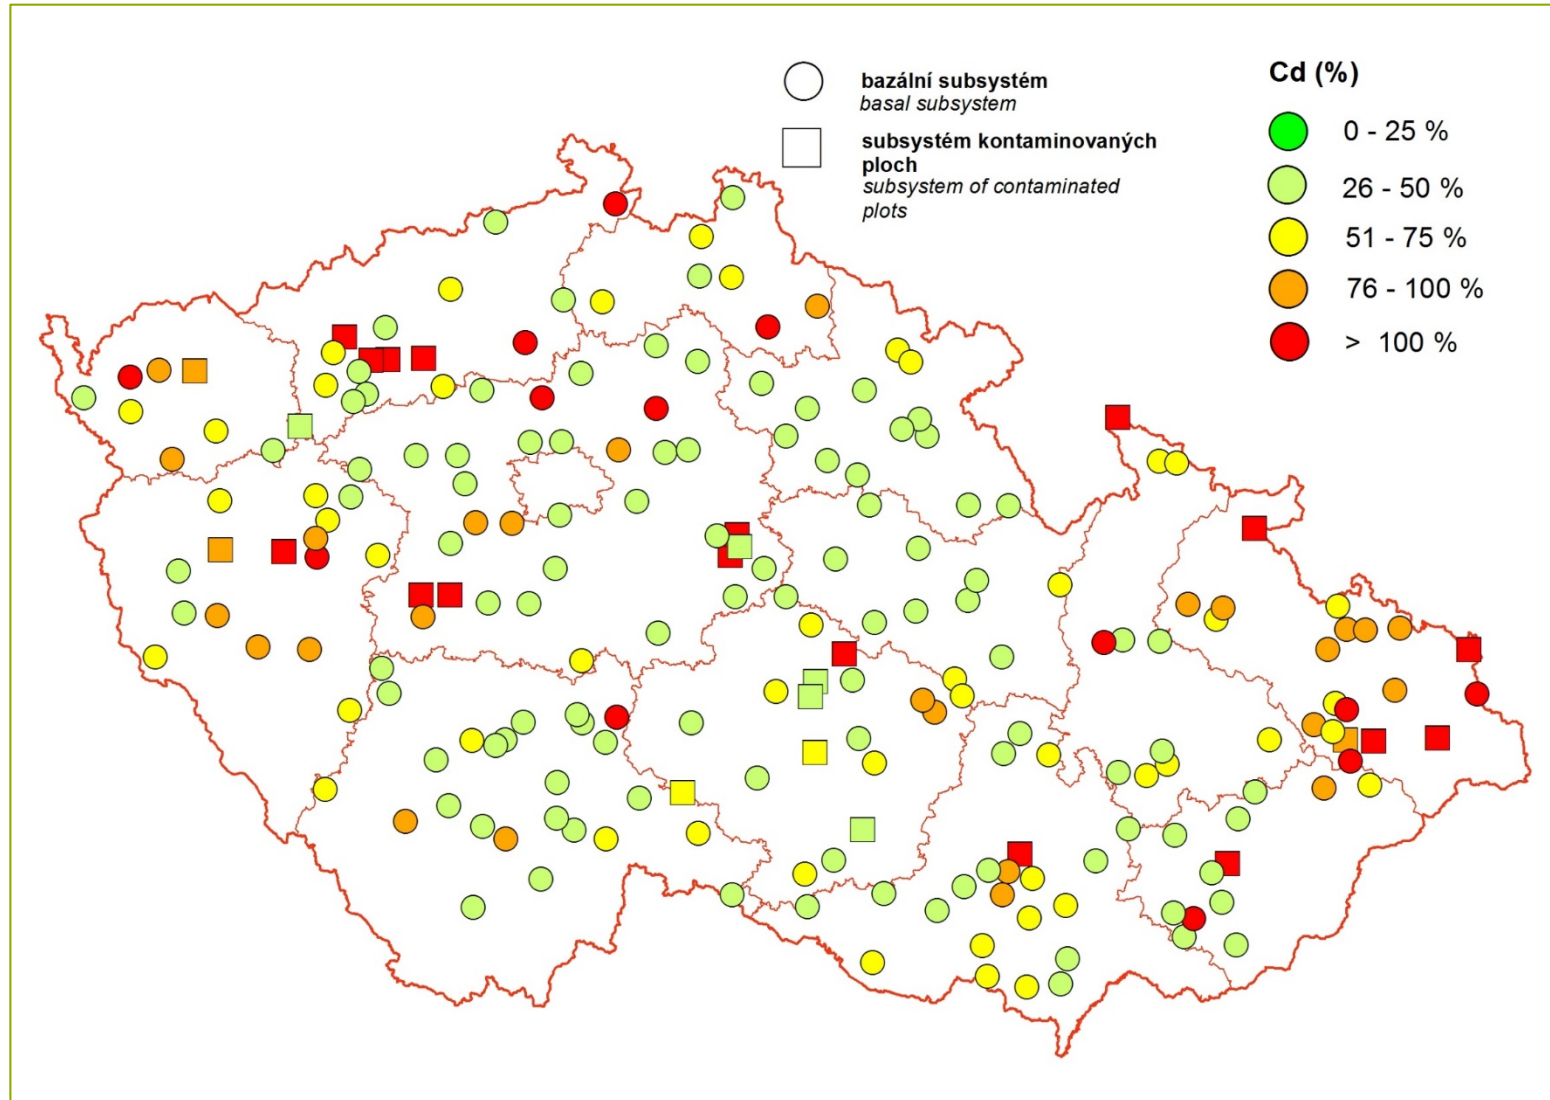 bazální subsystém
basal subsystem
subsystém kontaminovaných
ploch
subsystem of contaminated
plots
Cd (%)
0 - 25 %
26 - 50 %
51 - 75 %
76 - 100 %
> 100 %